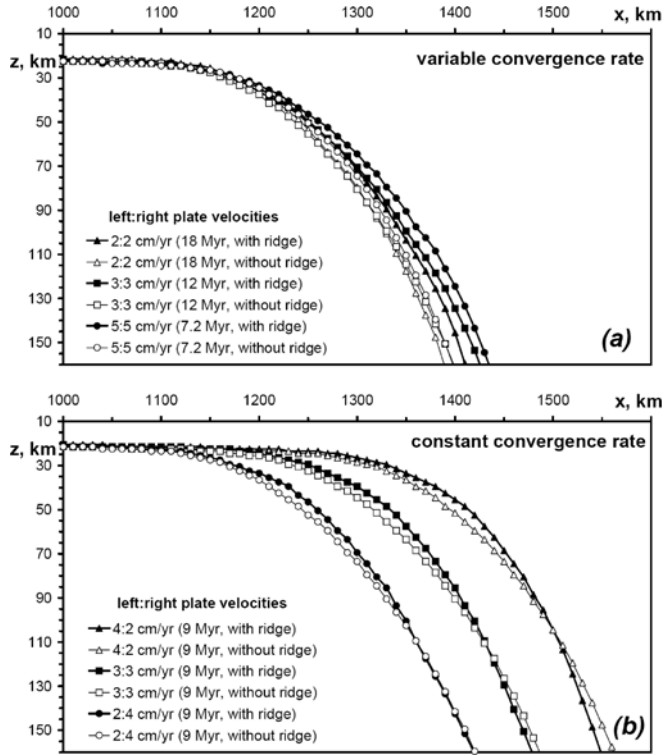 1000 1100 1200 1300 1400 1500 x, km
10
z, km
30
50
70
90
110
130
150
variable convergence rate
left:right plate velocities
2:2 cm/yr (18 Myr, with ridge)
2:2 cm/yr (18 Myr, without ridge)
3:3 cm/yr (12 Myr, with ridge)
3:3 cm/yr (12 Myr, without ridge)
5:5 cm/yr (7.2 Myr, with ridge)
5:5 cm/yr (7.2 Myr, without ridge)
(a)
1000 1100 1200 1300 1400 1500 x, km
10
z, km
30
50
70
90
110
130
150
constant convergence rate
left:right plate velocities
4:2 cm/yr (9 Myr, with ridge)
4:2 cm/yr (9 Myr, without ridge)
3:3 cm/yr (9 Myr, with ridge)
3:3 cm/yr (9 Myr, without ridge)
2:4 cm/yr (9 Myr, with ridge)
2:4 cm/yr (9 Myr, without ridge)
(b)